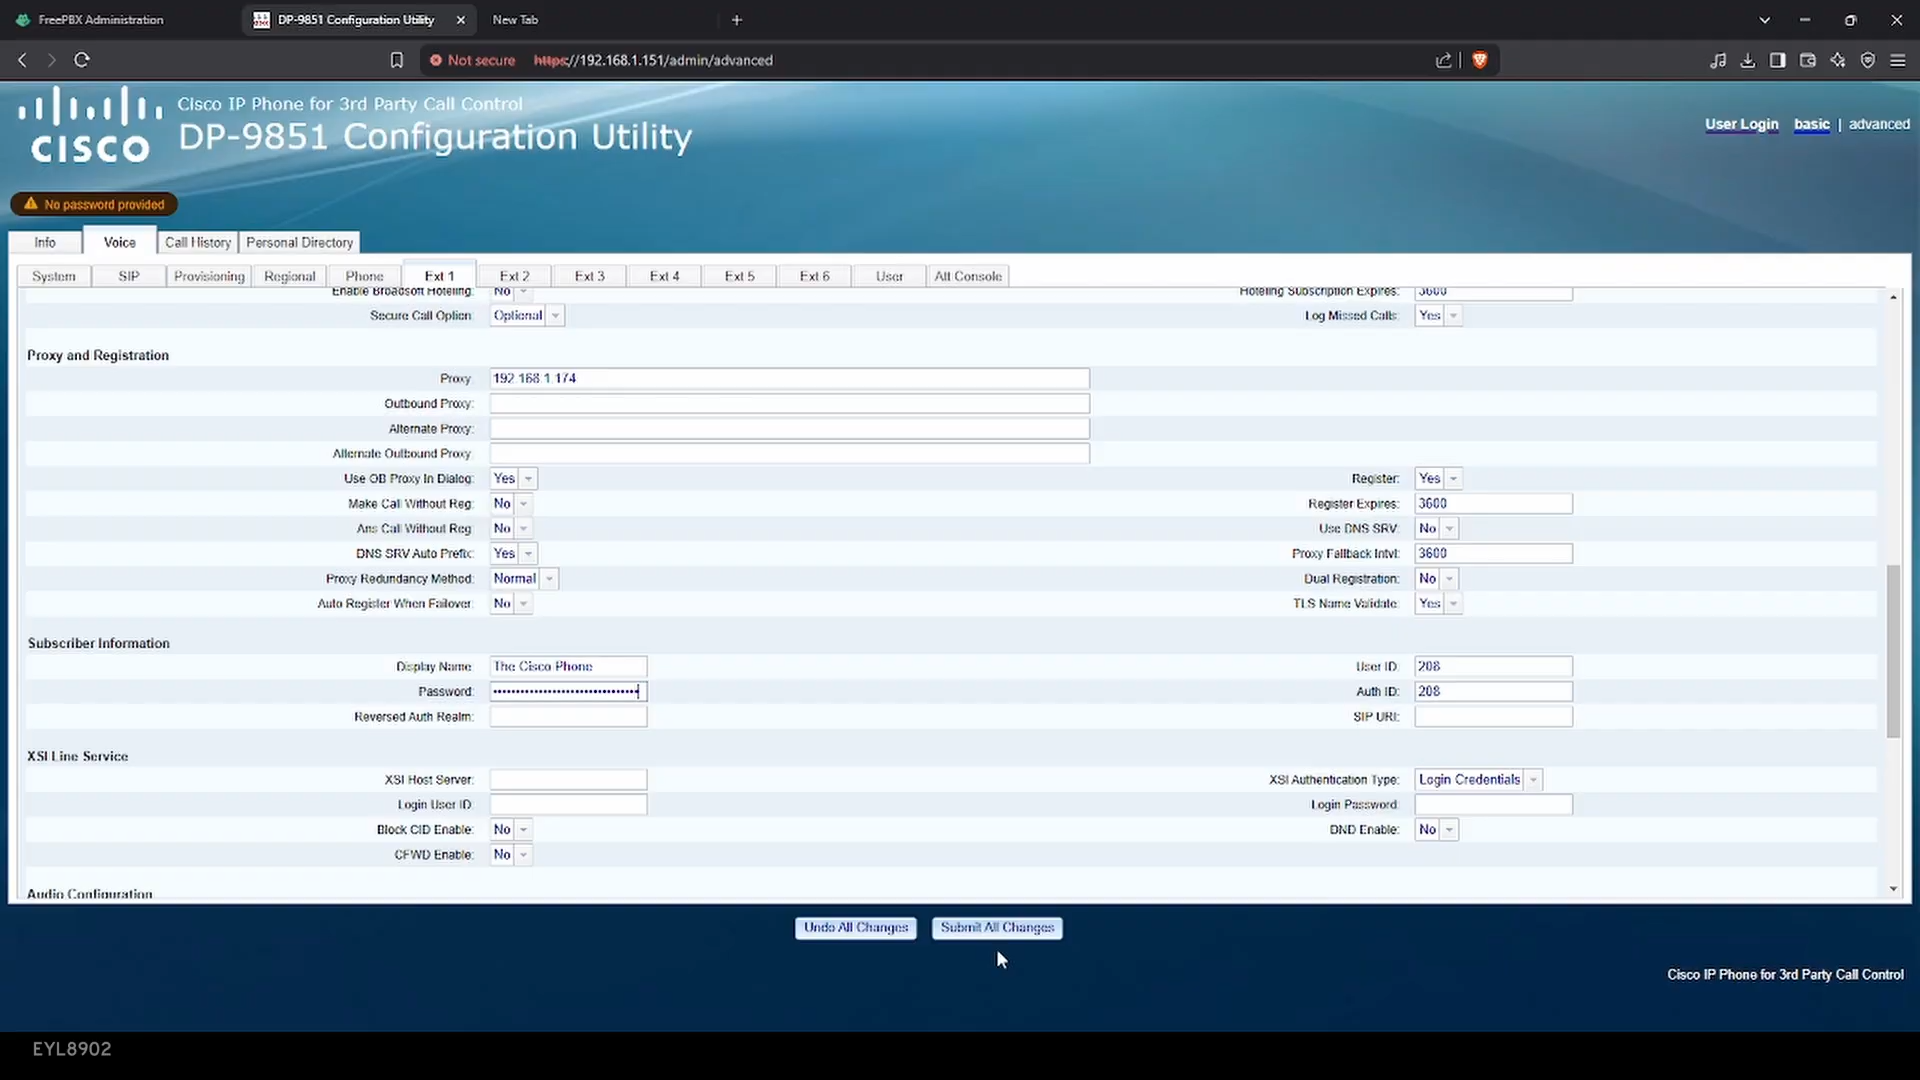 FreePBX Administration
DP-9851 Configuration Utility
New Tab
Not secure https://192.168.1.151/admin/advanced
CISCO
Cisco IP Phone for 3rd Party Call Control
DP-9851 Configuration Utility
User Login basic | advanced
No password provided
Info Voice Call History Personal Directory
System SIP Provisioning Regional Phone Ext 1 Ext 2 Ext 3 Ext 4 Ext 5 Ext 6 User Att Console
Enable Broadsoft Hoteling: No Hoteling Subscription Expires: 3600
Secure Call Option: Optional Log Missed Calls: Yes
Proxy and Registration
Proxy: 192.168.1.174
Outbound Proxy:
Alternate Proxy:
Alternate Outbound Proxy:
Use OB Proxy In Dialog: Yes Register: Yes
Make Call Without Reg: No Register Expires: 3600
Ans Call Without Reg: No Use DNS SRV: No
DNS SRV Auto Prefix: Yes Proxy Fallback Intvl: 3600
Proxy Redundancy Method: Normal Dual Registration: No
Auto Register When Failover: No TLS Name Validate: Yes
Subscriber Information
Display Name: The Cisco Phone User ID: 208
Password: Auth ID: 208
Reversed Auth Realm: SIP URI:
XSI Line Service
XSI Host Server: XSI Authentication Type: Login Credentials
Login User ID: Login Password:
Block CID Enable: No DND Enable: No
CFWD Enable: No
Audio Configuration
Undo All Changes Submit All Changes
Cisco IP Phone for 3rd Party Call Control
EYL8902